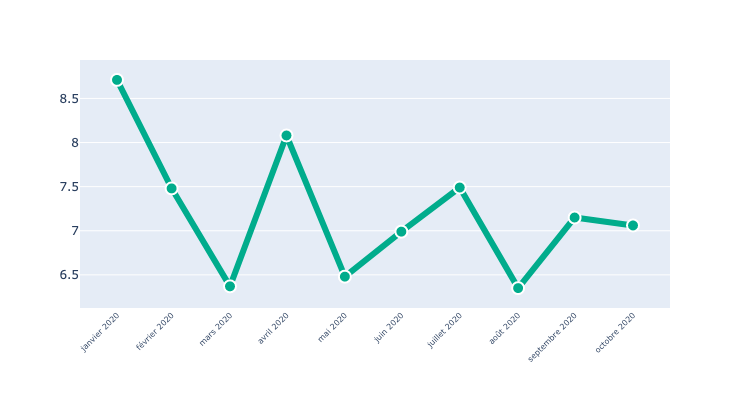 8.5
8
7.5
7
6.5
janvier 2020
février 2020
mars 2020
avril 2020
mai 2020
juin 2020
juillet 2020
août 2020
septembre 2020
octobre 2020